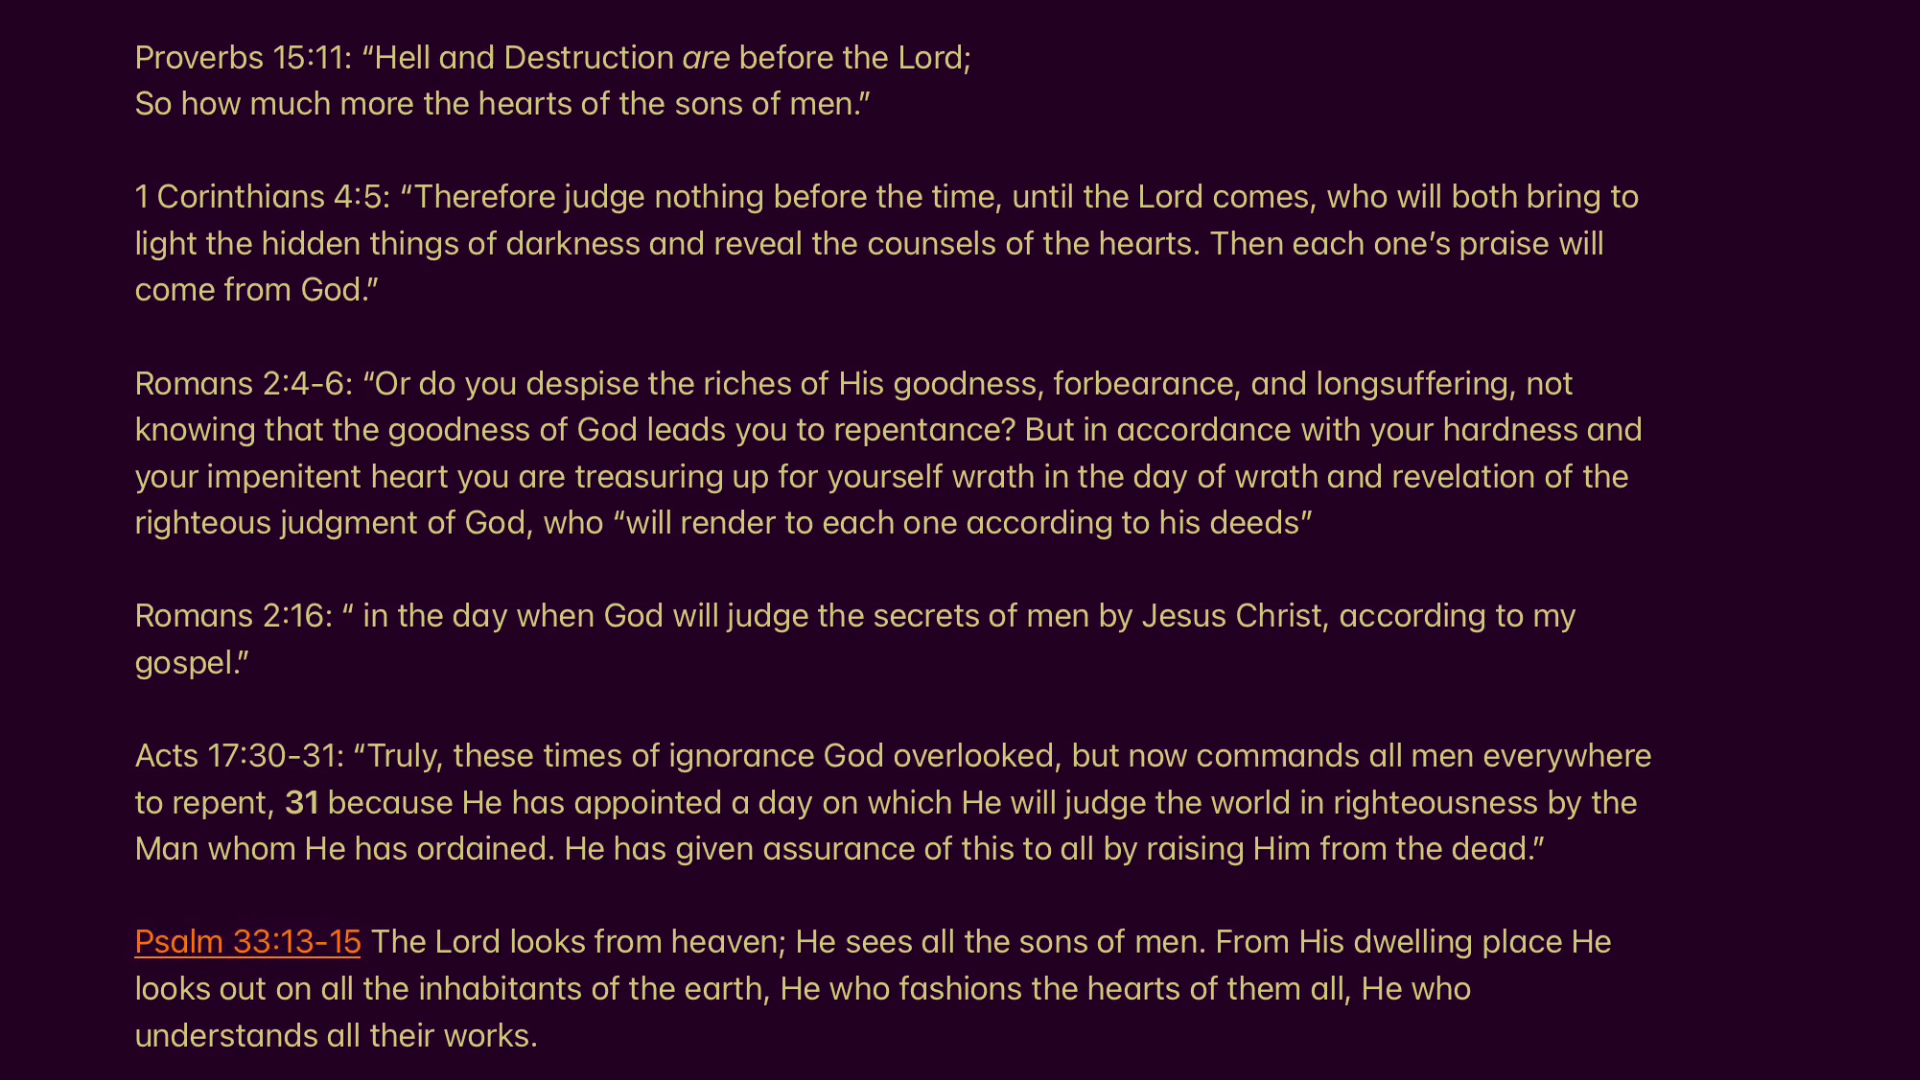 Proverbs 15:11: “Hell and Destruction are before the Lord;
So how much more the hearts of the sons of men.”
1 Corinthians 4:5: “Therefore judge nothing before the time, until the Lord comes, who will both bring to
light the hidden things of darkness and reveal the counsels of the hearts. Then each one’s praise will
come from God.”
Romans 2:4-6: “Or do you despise the riches of His goodness, forbearance, and longsuffering, not
knowing that the goodness of God leads you to repentance? But in accordance with your hardness and
your impenitent heart you are treasuring up for yourself wrath in the day of wrath and revelation of the
righteous judgment of God, who “will render to each one according to his deeds”
Romans 2:16: “ in the day when God will judge the secrets of men by Jesus Christ, according to my
gospel.”
Acts 17:30-31: “Truly, these times of ignorance God overlooked, but now commands all men everywhere
to repent, 31 because He has appointed a day on which He will judge the world in righteousness by the
Man whom He has ordained. He has given assurance of this to all by raising Him from the dead.”
Psalm 33:13-15 The Lord looks from heaven; He sees all the sons of men. From His dwelling place He
looks out on all the inhabitants of the earth, He who fashions the hearts of them all, He who
understands all their works.